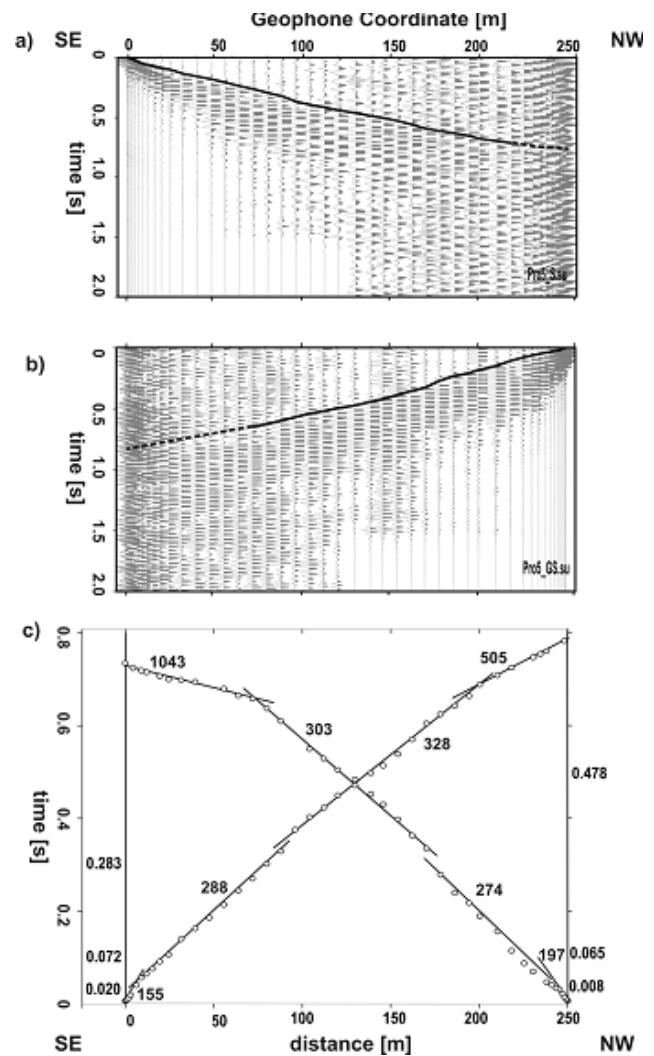 Geophone Coordinate [m]
a) SE NW
0 50 100 150 200 250
0
0.5
1.0
1.5
2.0
time [s]
Pro5_S.su
b)
0
0.5
1.0
1.5
2.0
time [s]
Pro5_GS.su
c)
0.8
0.6
0.4
0.2
0
time [s]
1043
505
303
328
0.478
0.283
288
274
0.072
197
0.065
0.020
155
0.008
0 50 100 150 200 250
SE distance [m] NW